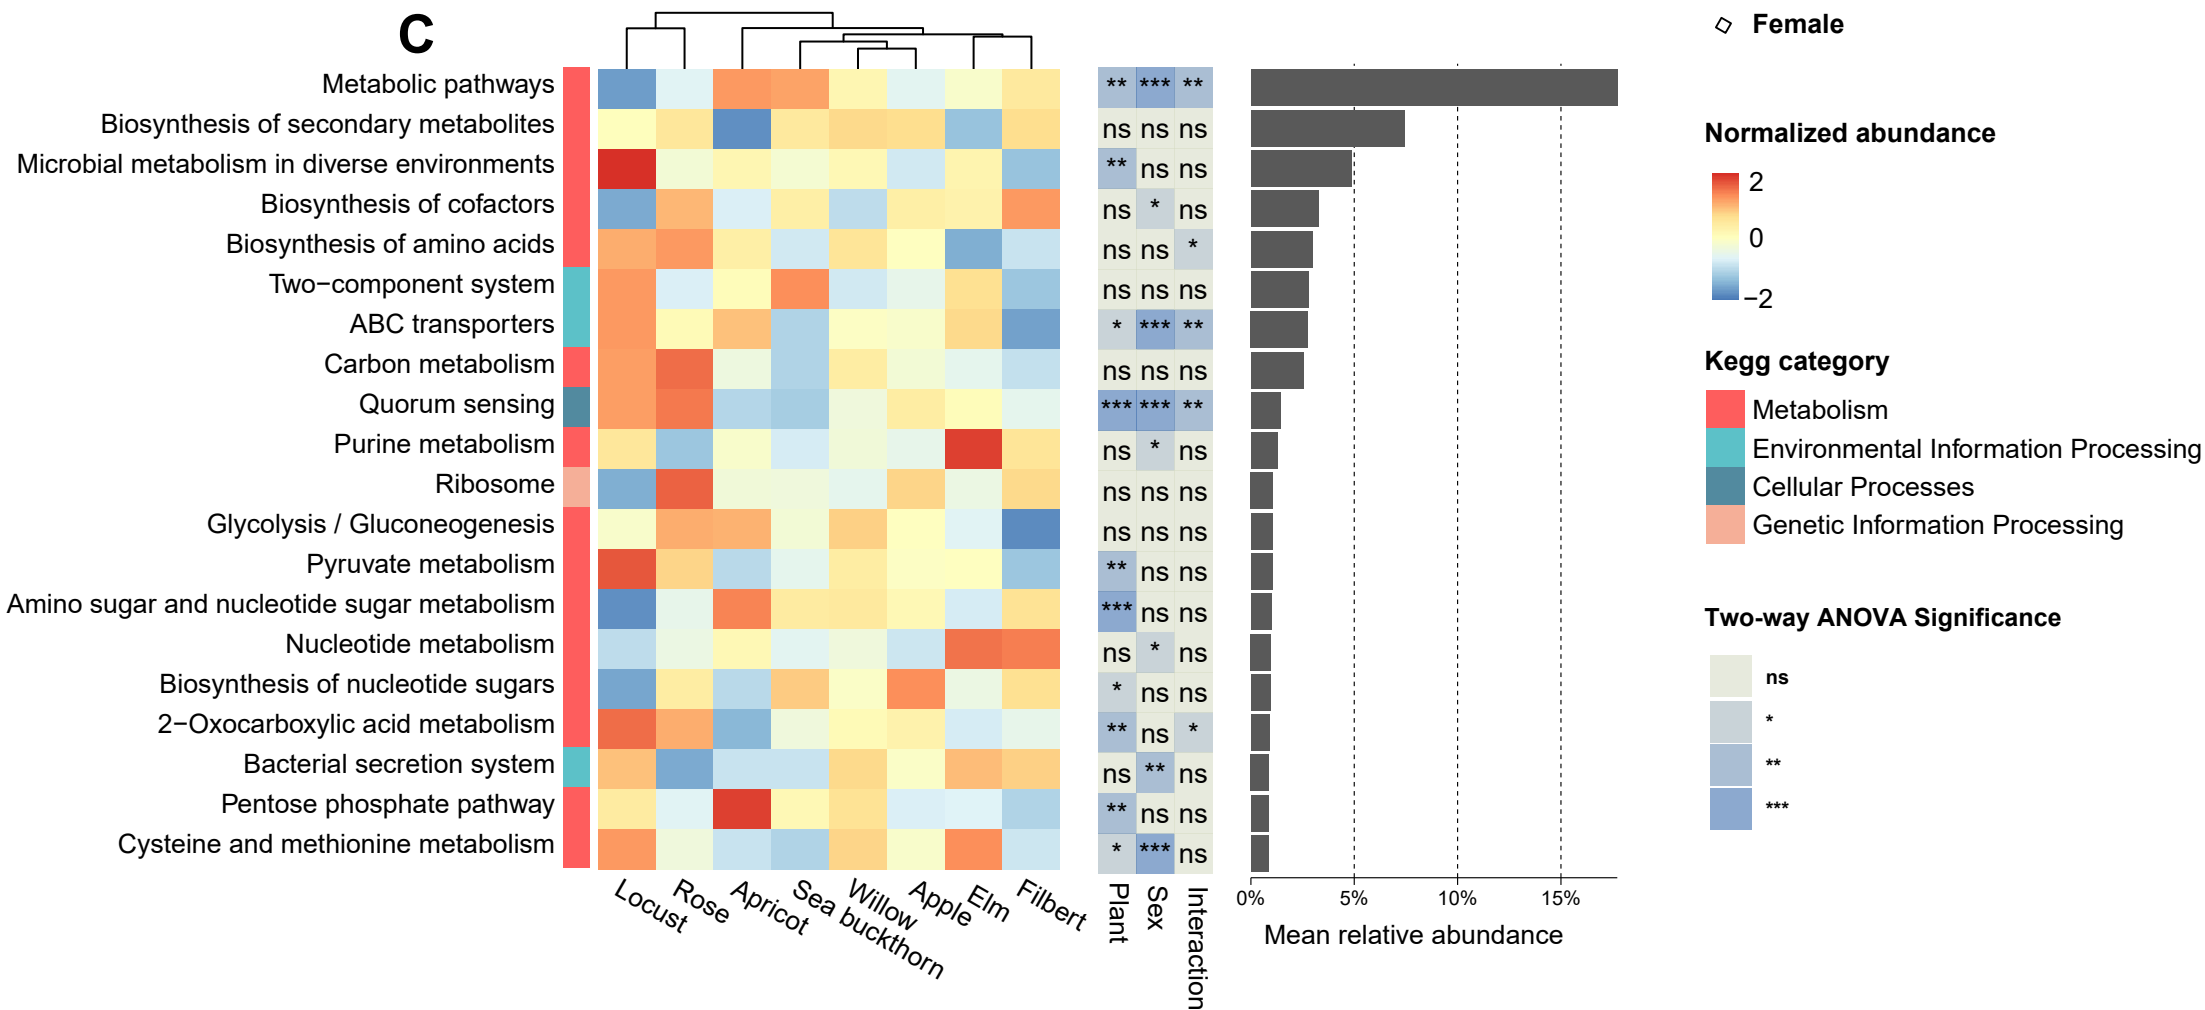 C
Metabolic pathways ** *** **
Biosynthesis of secondary metabolites ns ns ns
Microbial metabolism in diverse environments ** ns ns
Biosynthesis of cofactors ns * ns
Biosynthesis of amino acids ns ns *
Two−component system ns ns ns
ABC transporters * *** **
Carbon metabolism ns ns ns
Quorum sensing *** *** **
Purine metabolism ns * ns
Ribosome ns ns ns
Glycolysis / Gluconeogenesis ns ns ns
Pyruvate metabolism ** ns ns
Amino sugar and nucleotide sugar metabolism *** ns ns
Nucleotide metabolism ns * ns
Biosynthesis of nucleotide sugars * ns ns
2−Oxocarboxylic acid metabolism ** ns *
Bacterial secretion system ns ** ns
Pentose phosphate pathway ** ns ns
Cysteine and methionine metabolism * *** ns
Locust
Rose
Apricot
Sea buckthorn
Willow
Apple
Elm
Filbert
Plant
Sex
Interaction
0% 5% 10% 15%
Mean relative abundance
Female
Normalized abundance
2
0
−2
Kegg category
Metabolism
Environmental Information Processing
Cellular Processes
Genetic Information Processing
Two−way ANOVA Significance
ns
*
**
***